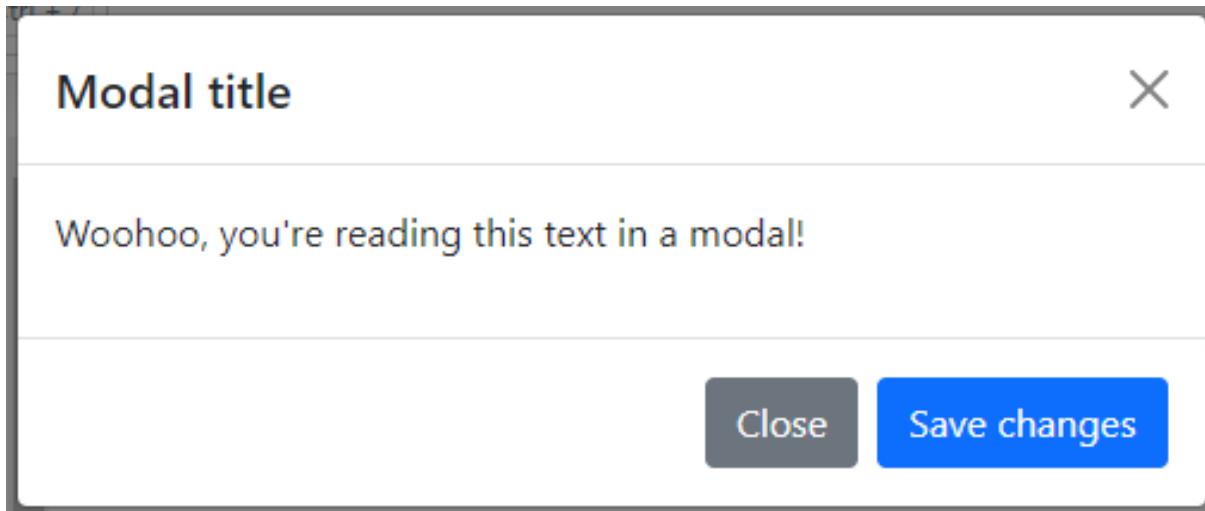 Modal title
Woohoo, you're reading this text in a modal!
Close
Save changes